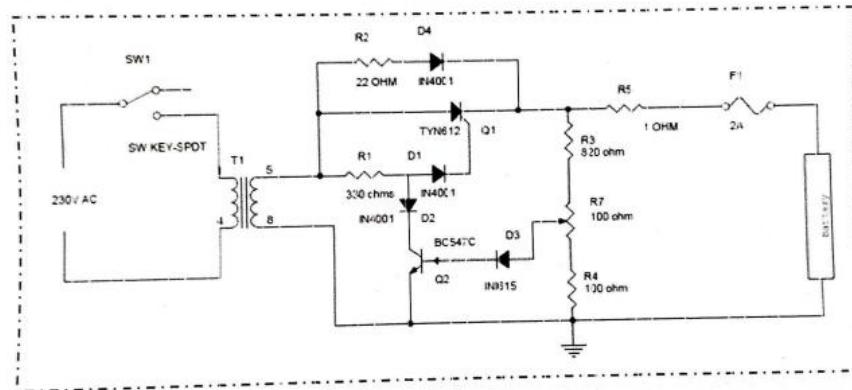 R2
D4
22 OHM
IN4001
SW1
SW KEY-SPDT
TYN612
Q1
R5
1 OHM
F1
2A
R3
820 ohm
T1
5
R1
D1
330 ohms
IN4001
IN4001
D2
230V AC
4
8
R7
100 ohm
BC547C
D3
Q2
R4
100 ohm